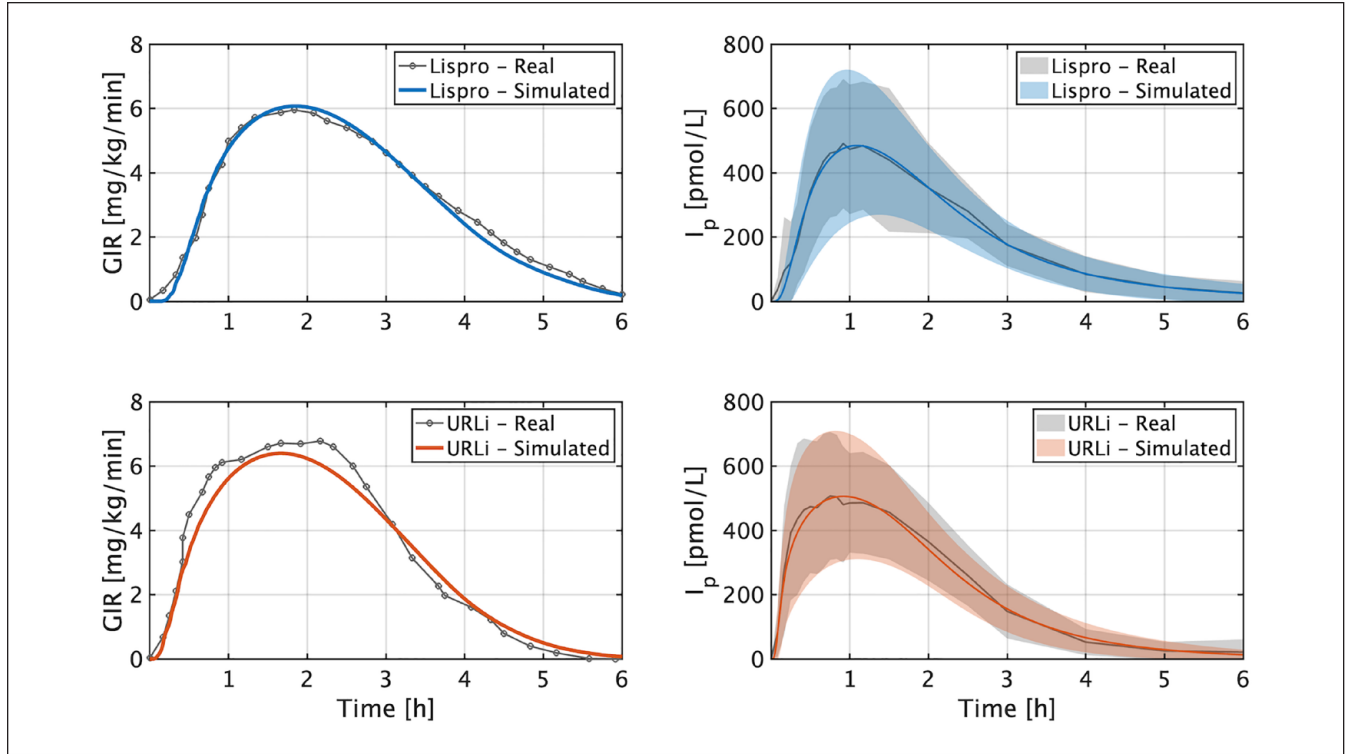 8
6
4
2
0
GIR [mg/kg/min]
Lispro – Real
Lispro – Simulated
1 2 3 4 5 6
800
600
400
200
0
I_p [pmol/L]
Lispro – Real
Lispro – Simulated
1 2 3 4 5 6
8
6
4
2
0
GIR [mg/kg/min]
URLi – Real
URLi – Simulated
1 2 3 4 5 6
Time [h]
800
600
400
200
0
I_p [pmol/L]
URLi – Real
URLi – Simulated
1 2 3 4 5 6
Time [h]